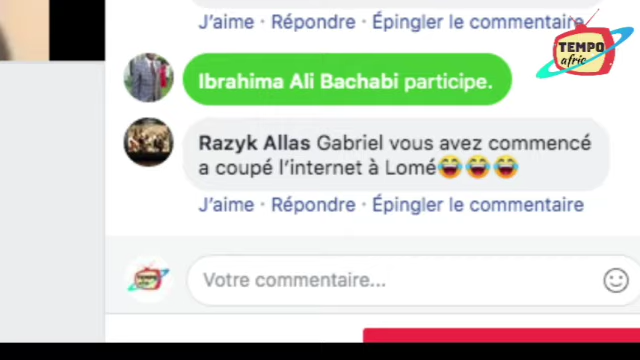 J'aime · Répondre · Épingler le commentaire
TEMPO
afric
Ibrahima Ali Bachabi participe.
Razyk Allas Gabriel vous avez commencé
a coupé l'internet à Lomé😂😂😂
J'aime · Répondre · Épingler le commentaire
Votre commentaire...